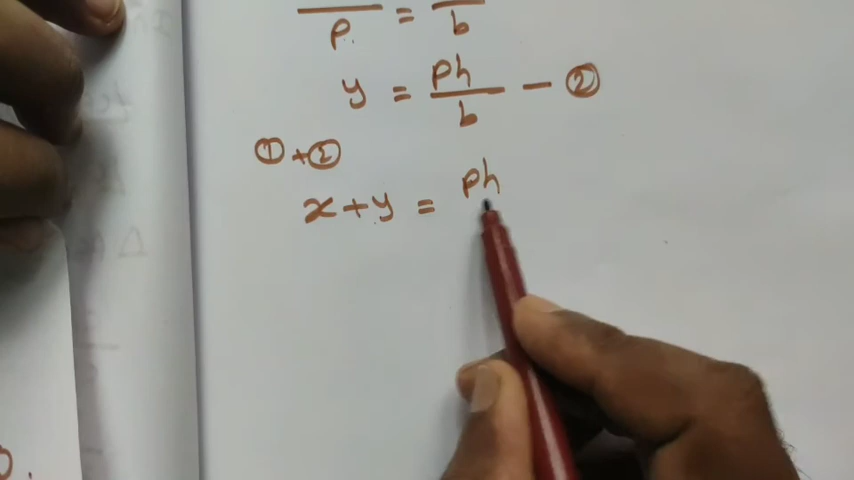 /p. = /b
y = ph/b - ②
① + ②
x + y = ph